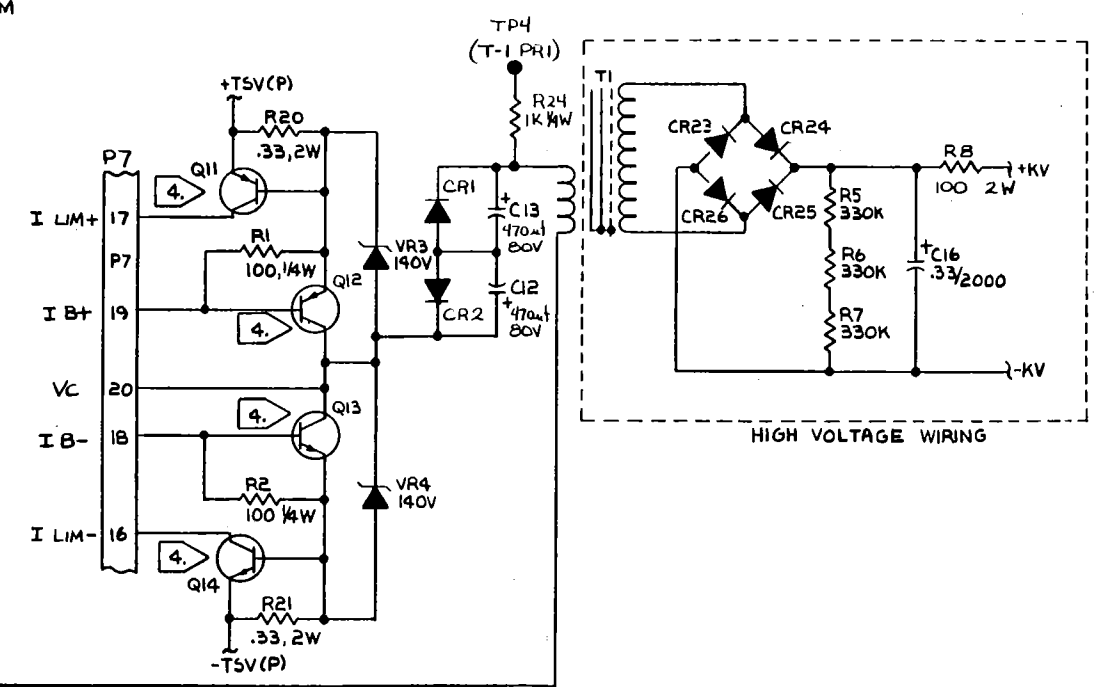 M
TP4
(T-1 PRI)
+TSV(P)
R20
.33, 2W
R24
1K ¼W
T1
P7
Q11
4.
I LIM+ 17
CR1
+
C13
470uf
80V
CR23
CR24
CR26
CR25
R8
100 2W
+KV
R5
330K
R1
100, ¼W
P7
VR3
140V
Q12
I B+ 19
4.
CR2
C12
+
470uf
80V
R6
330K
+
C16
.33/2000
R7
330K
VC 20
-KV
4.
Q13
I B- 18
HIGH VOLTAGE WIRING
R2
100 ¼W
VR4
140V
I LIM- 16
4.
Q14
R21
.33, 2W
-TSV(P)